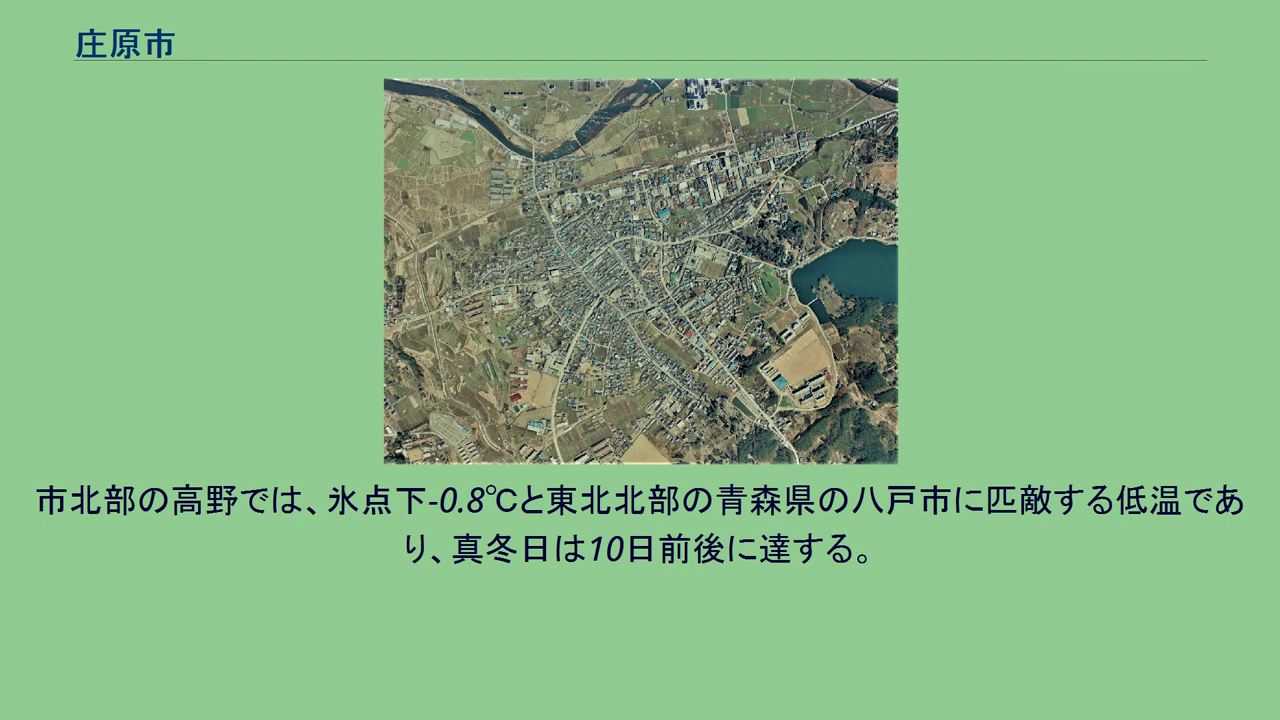 庄原市
市北部の高野では、氷点下-0.8℃と東北北部の青森県の八戸市に匹敵する低温であ
り、真冬日は10日前後に達する。